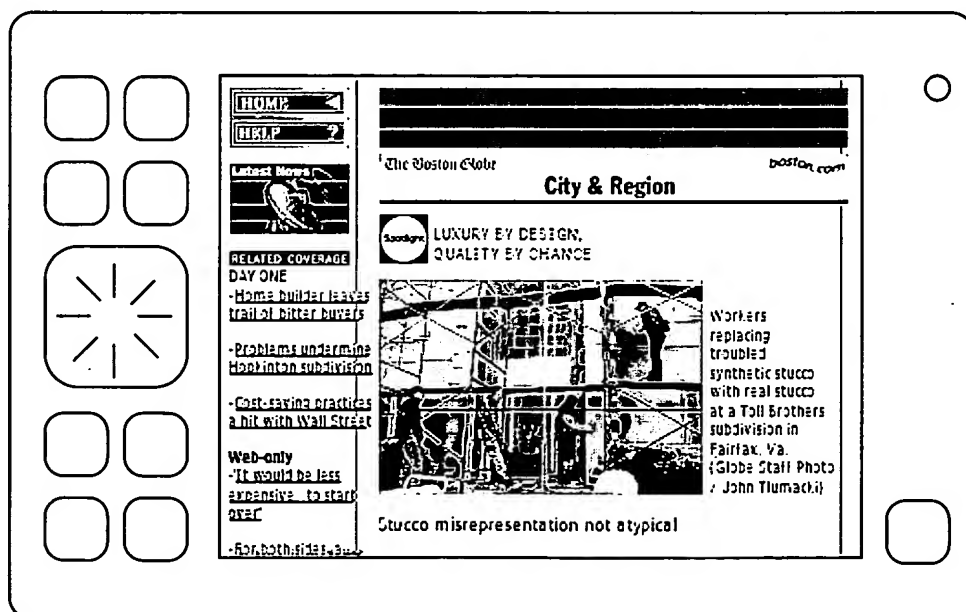 HOME
HELP ?
Latest News
RELATED COVERAGE
DAY ONE
-Home builder leaves
trail of bitter buyers
-Problems undermine
Hopkinton subdivision
-Cost-saving practices
a hit with Wall Street
Web-only
-'It would be less
expensive to start
over'
-For both sides
The Boston Globe
boston.com
City & Region
Spotlight
LUXURY BY DESIGN,
QUALITY BY CHANCE
Workers
replacing
troubled
synthetic stucco
with real stucco
at a Toll Brothers
subdivision in
Fairfax, Va.
(Globe Staff Photo
/ John Tlumacki)
Stucco misrepresentation not atypical